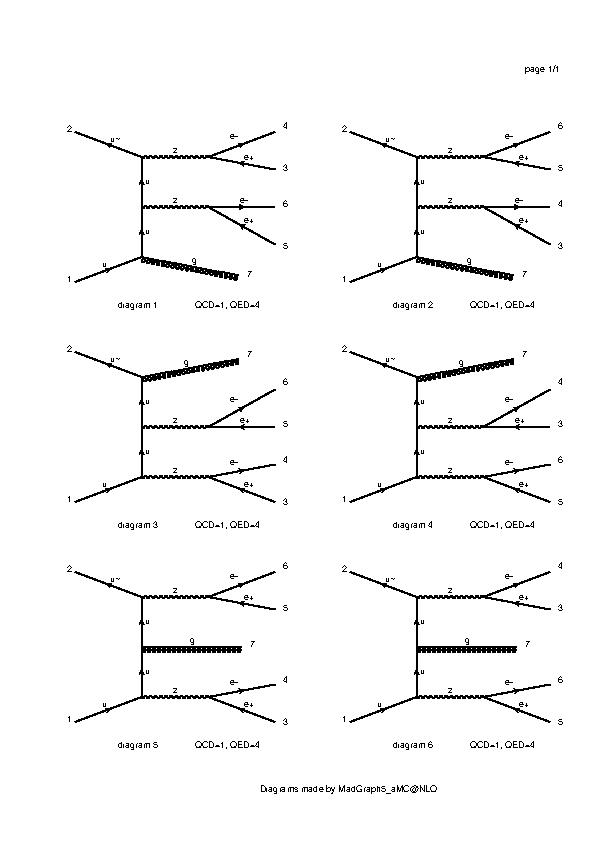 page 1/1
2 u~ z e- 4
e+ 3
u
z e- 6
e+
u 5
g
1 u 7
diagram 1 QCD=1, QED=4
2 u~ z e- 6
e+ 5
u
z e- 4
e+
u 3
g
1 u 7
diagram 2 QCD=1, QED=4
2 u~ g 7
6
u e-
z e+ 5
u
z e- 4
1 u e+ 3
diagram 3 QCD=1, QED=4
2 u~ g 7
4
u e-
z e+ 3
u
z e- 6
1 u e+ 5
diagram 4 QCD=1, QED=4
2 u~ z e- 6
e+ 5
u
g 7
u
z e- 4
1 u e+ 3
diagram 5 QCD=1, QED=4
2 u~ z e- 4
e+ 3
u
g 7
u
z e- 6
1 u e+ 5
diagram 6 QCD=1, QED=4
Diagrams made by MadGraph5_aMC@NLO